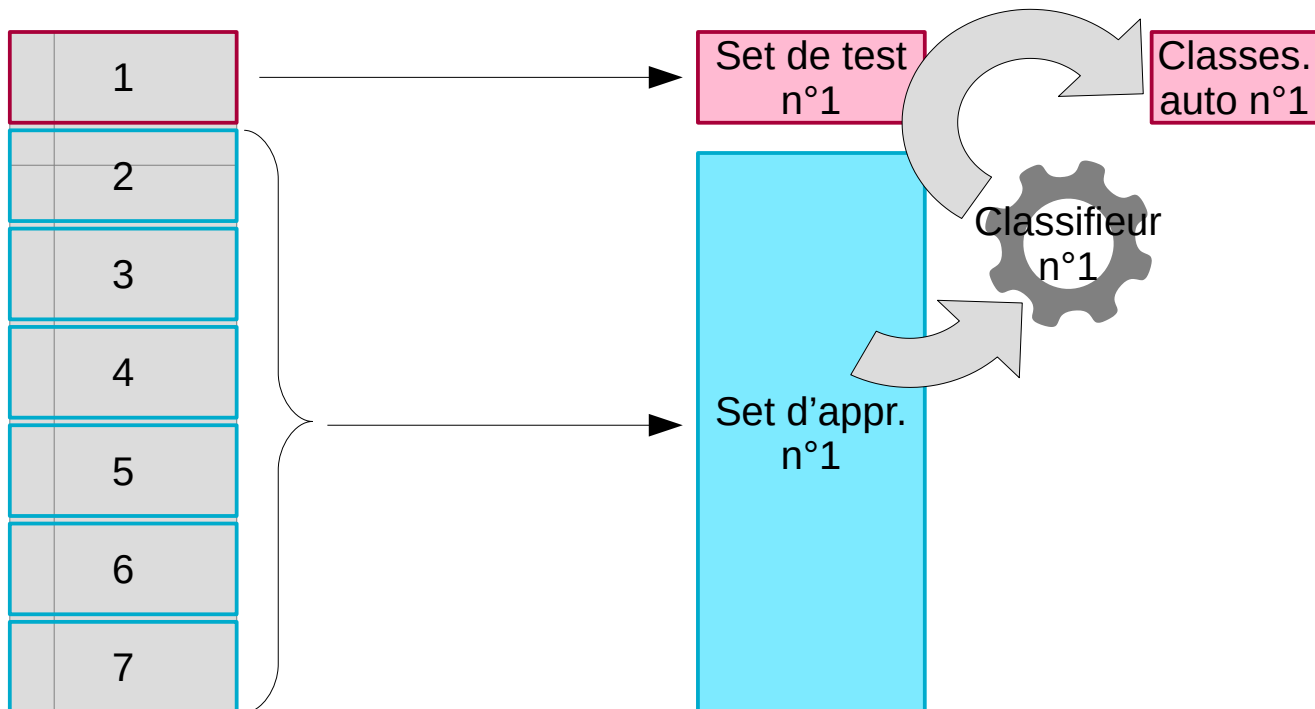 1
2
3
4
5
6
7
Set de test
n°1
Set d’appr.
n°1
Classifieur
n°1
Classes.
auto n°1